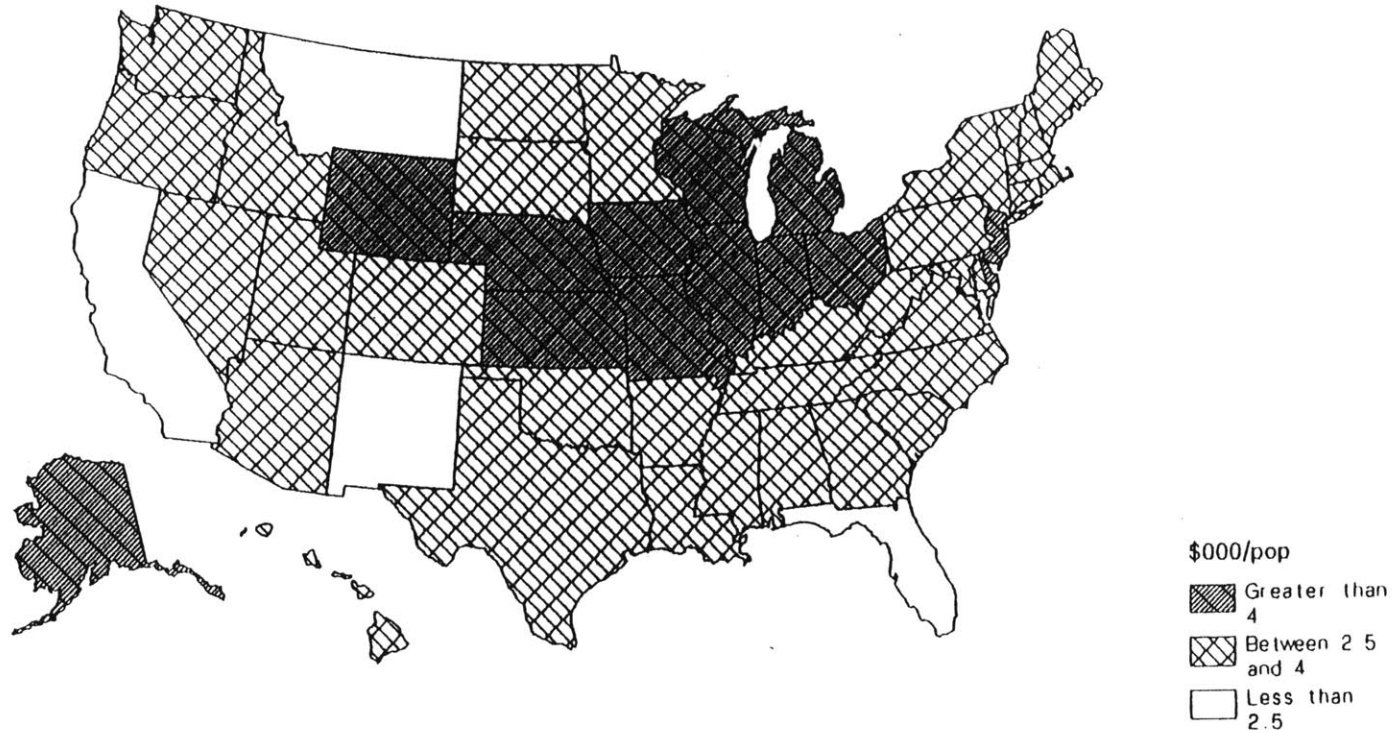 $000/pop
Greater than
4
Between 2 5
and 4
Less than
2.5